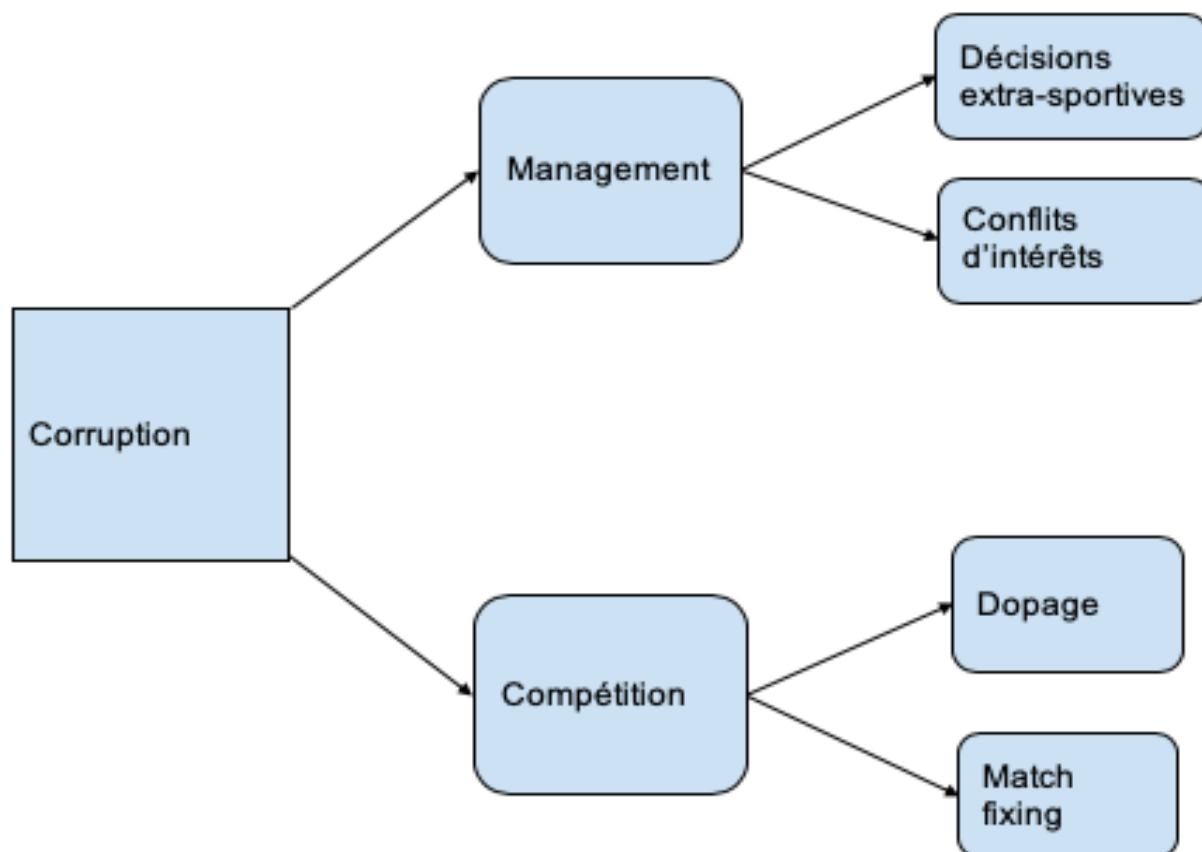 Décisions
extra-sportives
Management
Conflits
d'intérêts
Corruption
Dopage
Compétition
Match
fixing